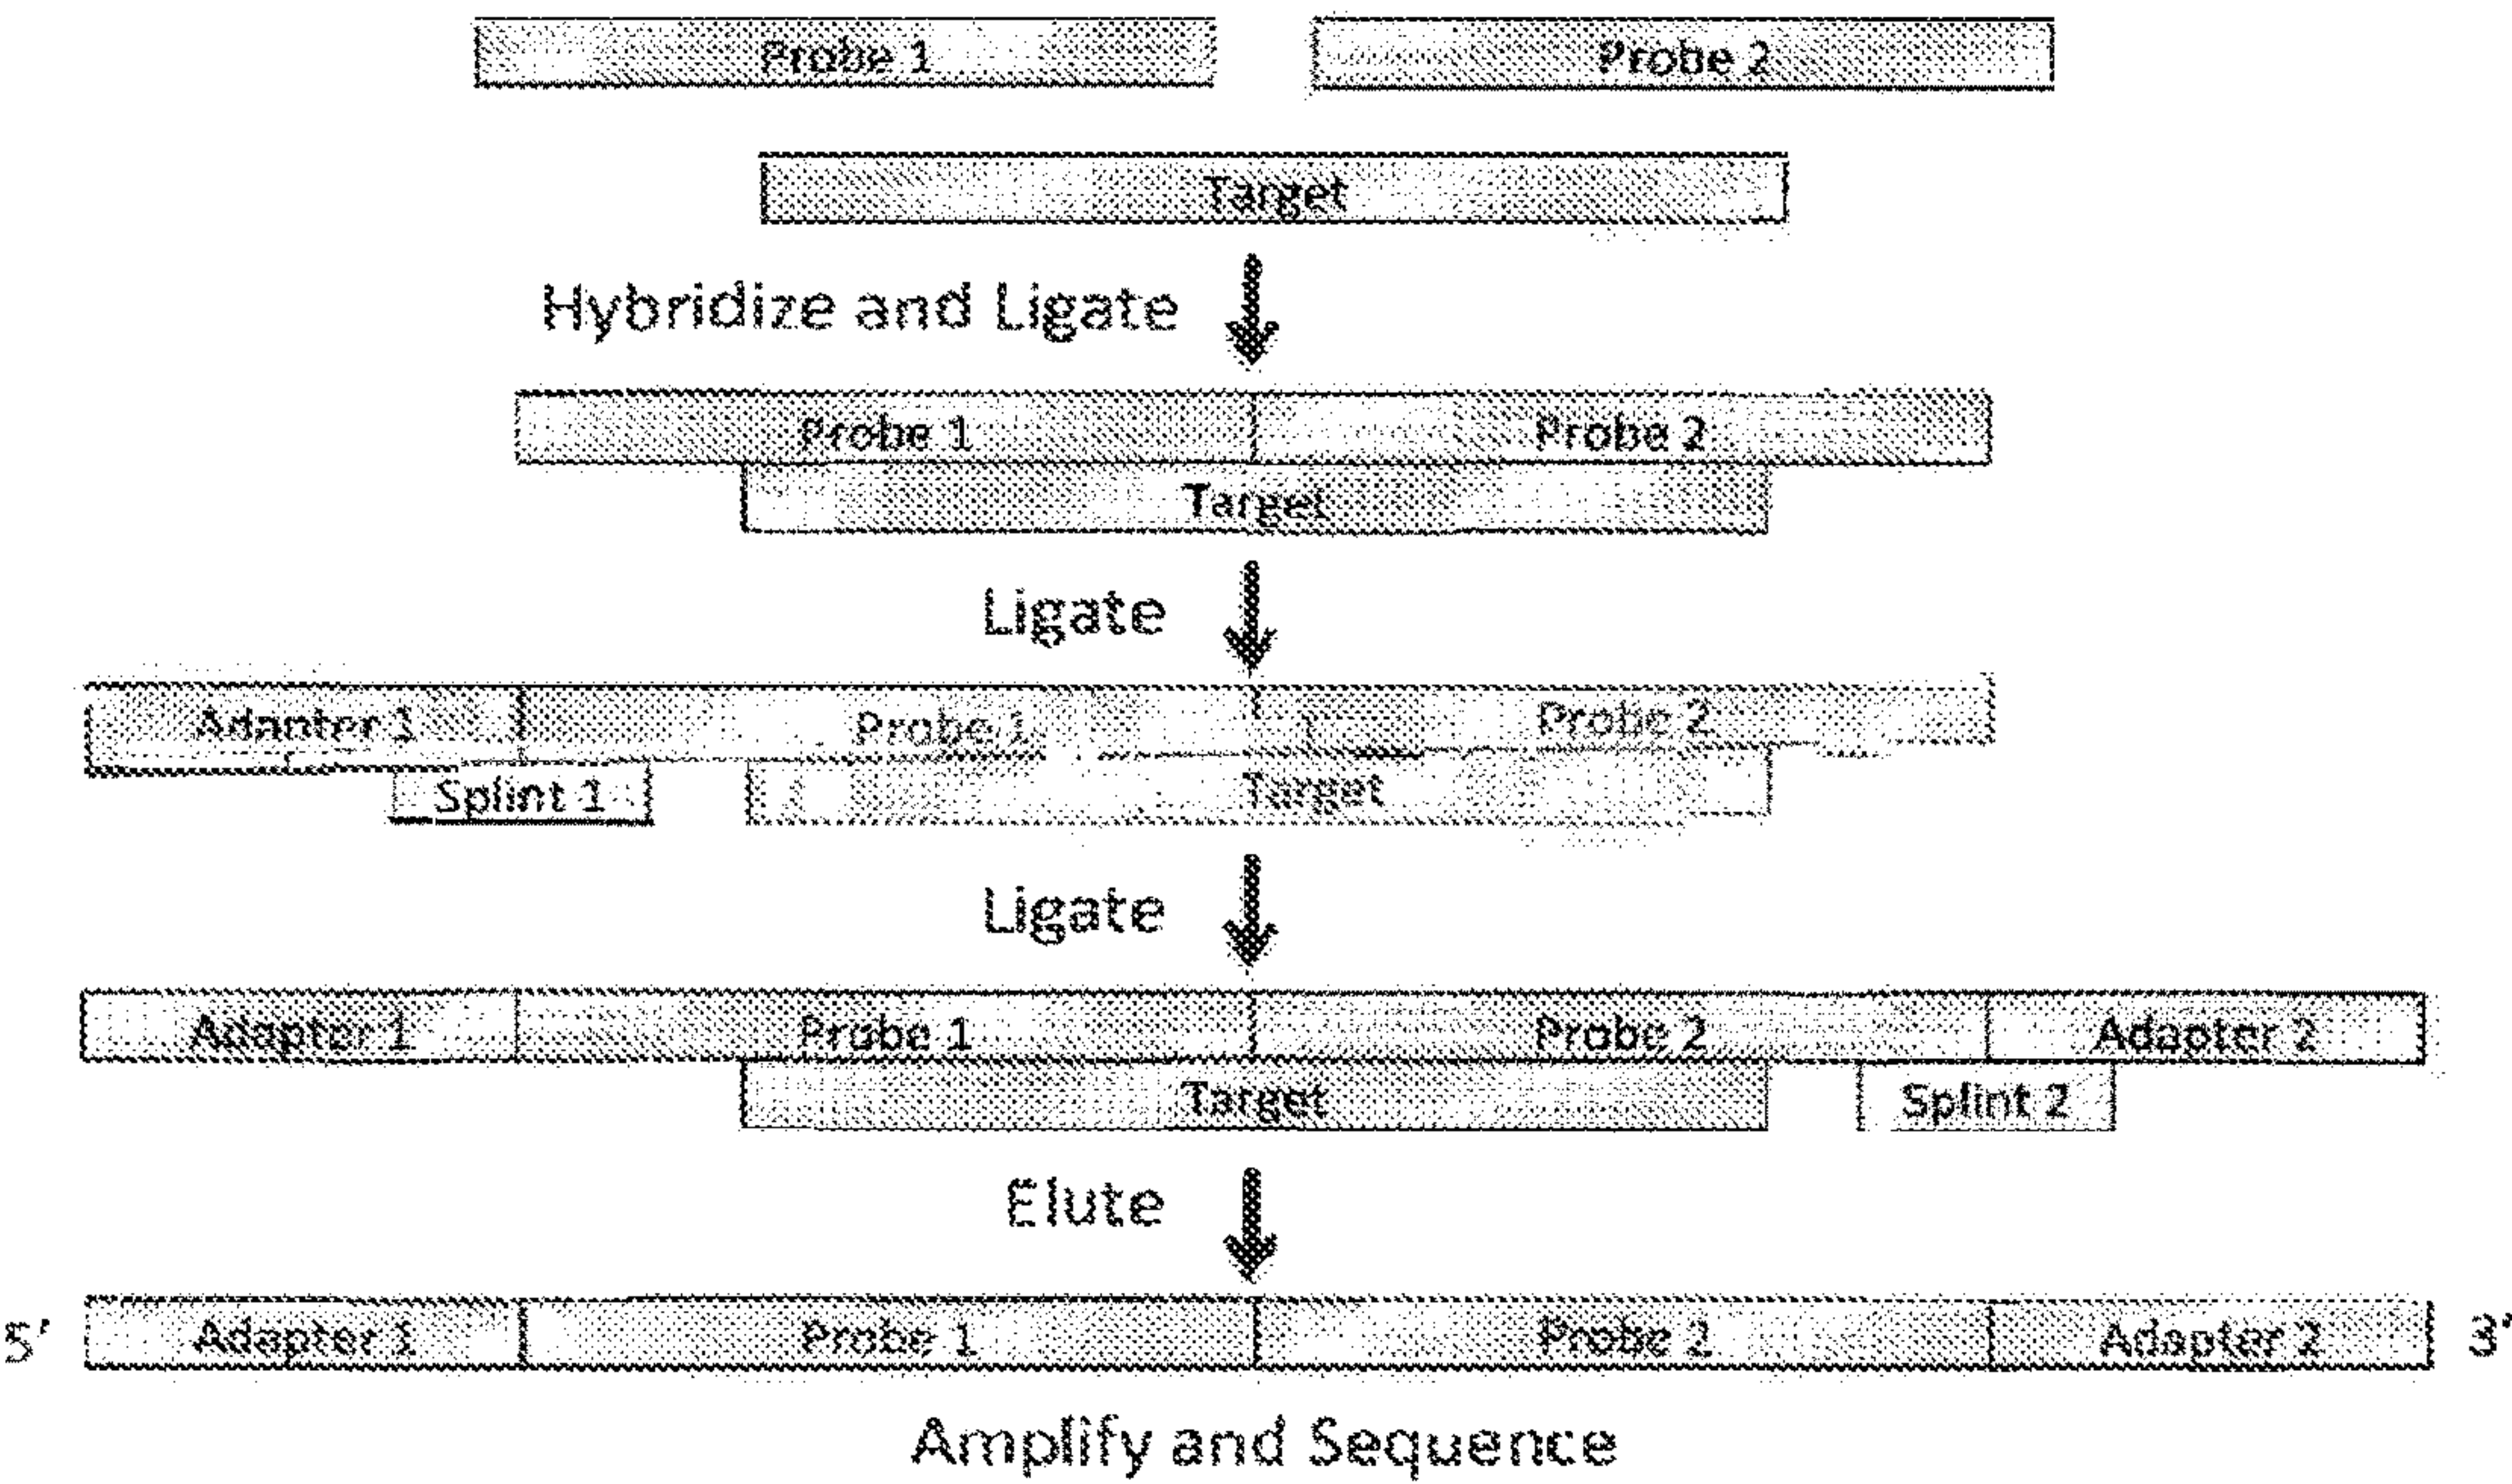 Probe 1 Probe 2
Target
Hybridize and Ligate
Probe 1 Probe 2
Target
Ligate
Adapter 1 Probe 1 Probe 2
Splint 1 Target
Ligate
Adapter 1 Probe 1 Probe 2 Adapter 2
Target Splint 2
Elute
5' Adapter 1 Probe 1 Probe 2 Adapter 2 3'
Amplify and Sequence